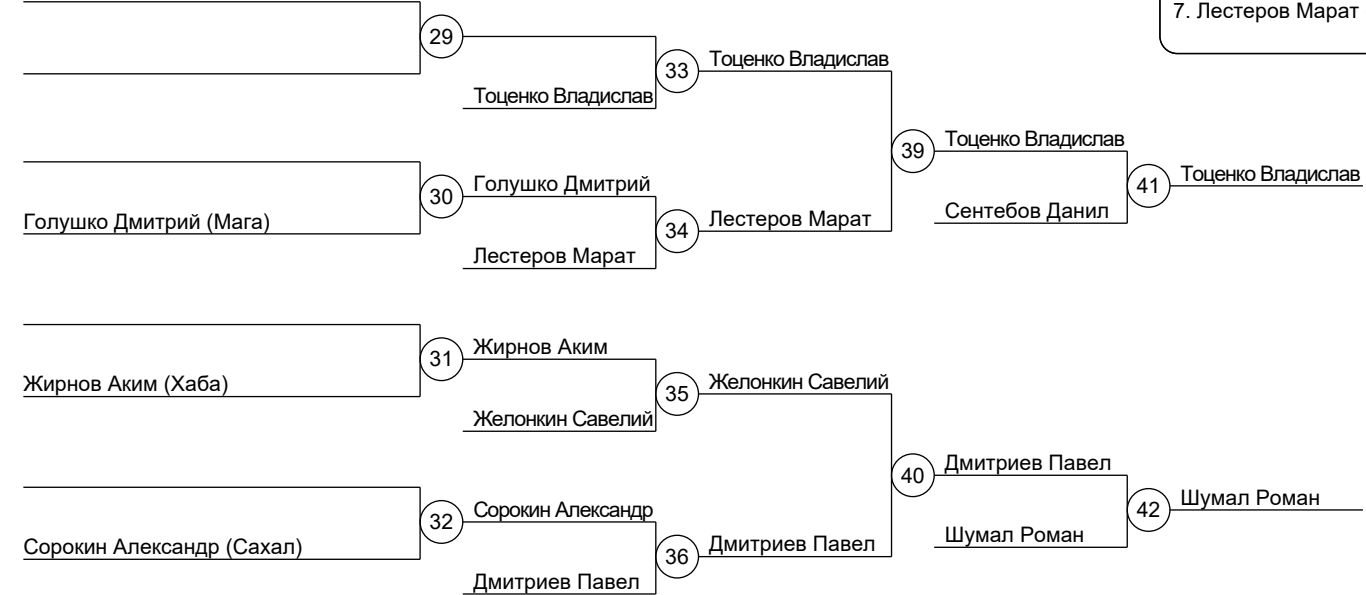 7. Лестеров Марат
29
Тоценко Владислав
33
Тоценко Владислав
Голушко Дмитрий (Мага)
30
Голушко Дмитрий
Лестеров Марат
34
Лестеров Марат
39
Тоценко Владислав
Сентебов Данил
41
Тоценко Владислав
Жирнов Аким (Хаба)
31
Жирнов Аким
Желонкин Савелий
35
Желонкин Савелий
Сорокин Александр (Сахал)
32
Сорокин Александр
Дмитриев Павел
36
Дмитриев Павел
40
Дмитриев Павел
Шумал Роман
42
Шумал Роман